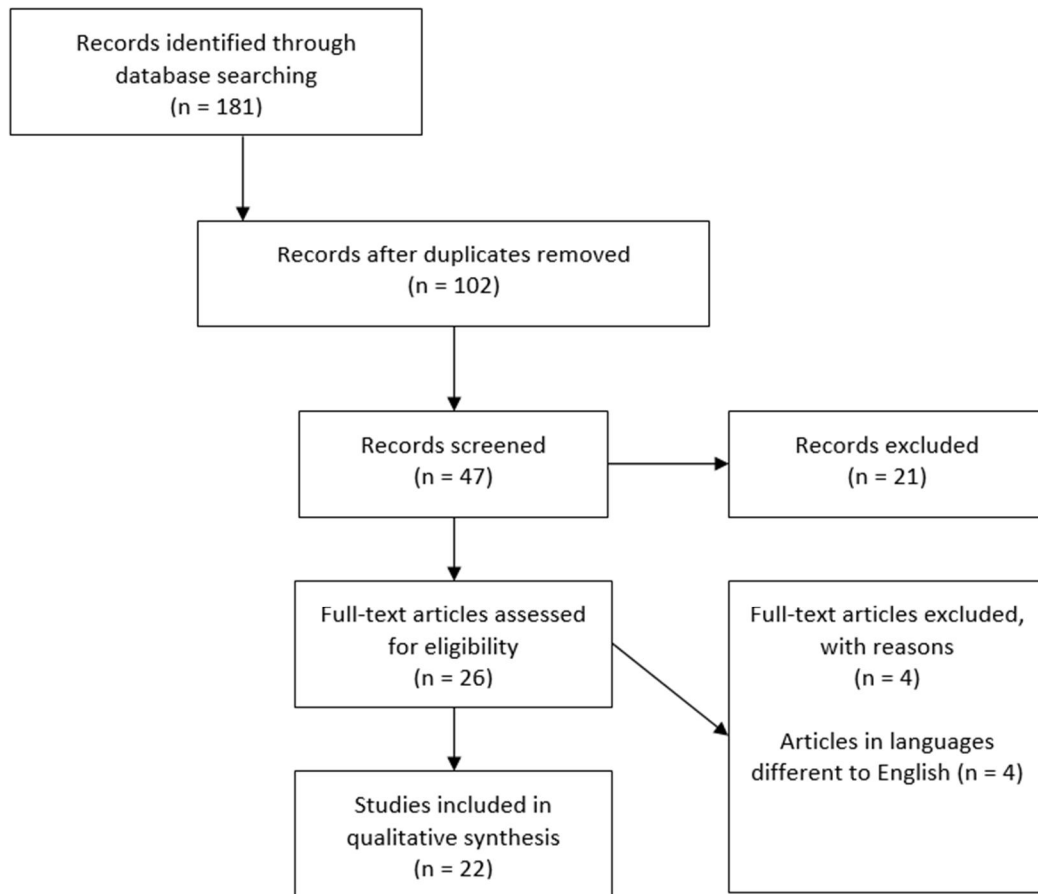 Records identified through
database searching
(n = 181)
Records after duplicates removed
(n = 102)
Records screened
(n = 47)
Records excluded
(n = 21)
Full-text articles assessed
for eligibility
(n = 26)
Full-text articles excluded,
with reasons
(n = 4)
Articles in languages
different to English (n = 4)
Studies included in
qualitative synthesis
(n = 22)